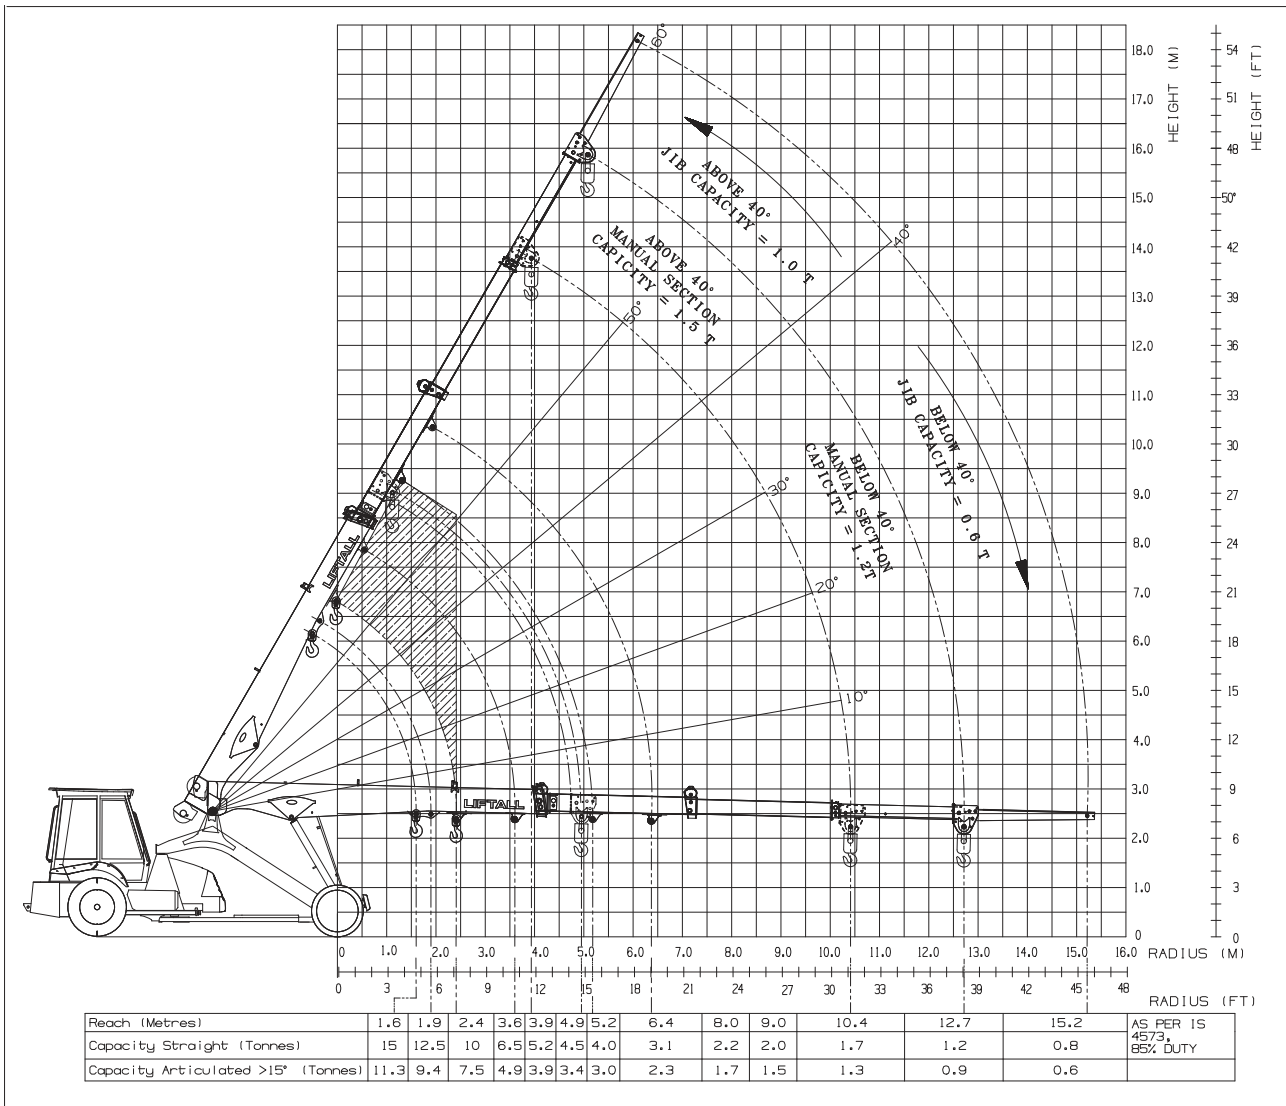 60°
18.0
54
17.0
51
16.0
48
15.0
50°
14.0
42
13.0
39
12.0
36
11.0
33
10.0
30
9.0
27
8.0
24
7.0
21
6.0
18
5.0
15
4.0
12
3.0
9
2.0
6
1.0
3
0
0
HEIGHT (M)
HEIGHT (FT)
ABOVE 40°
JIB CAPACITY = 1.0 T
40°
ABOVE 40°
MANUAL SECTION
CAPICITY = 1.5 T
50°
BELOW 40°
JIB CAPACITY = 0.6 T
BELOW 40°
MANUAL SECTION
CAPICITY = 1.2T
30°
20°
10°
LIFTALL
LIFTALL
0 1.0 2.0 3.0 4.0 5.0 6.0 7.0 8.0 9.0 10.0 11.0 12.0 13.0 14.0 15.0 16.0 RADIUS (M)
0 3 6 9 12 15 18 21 24 27 30 33 36 39 42 45 48
RADIUS (FT)
Reach (Metres) 1.6 1.9 2.4 3.6 3.9 4.9 5.2 6.4 8.0 9.0 10.4 12.7 15.2
Capacity Straight (Tonnes) 15 12.5 10 6.5 5.2 4.5 4.0 3.1 2.2 2.0 1.7 1.2 0.8
Capacity Articulated >15° (Tonnes) 11.3 9.4 7.5 4.9 3.9 3.4 3.0 2.3 1.7 1.5 1.3 0.9 0.6
AS PER IS
4573,
85% DUTY